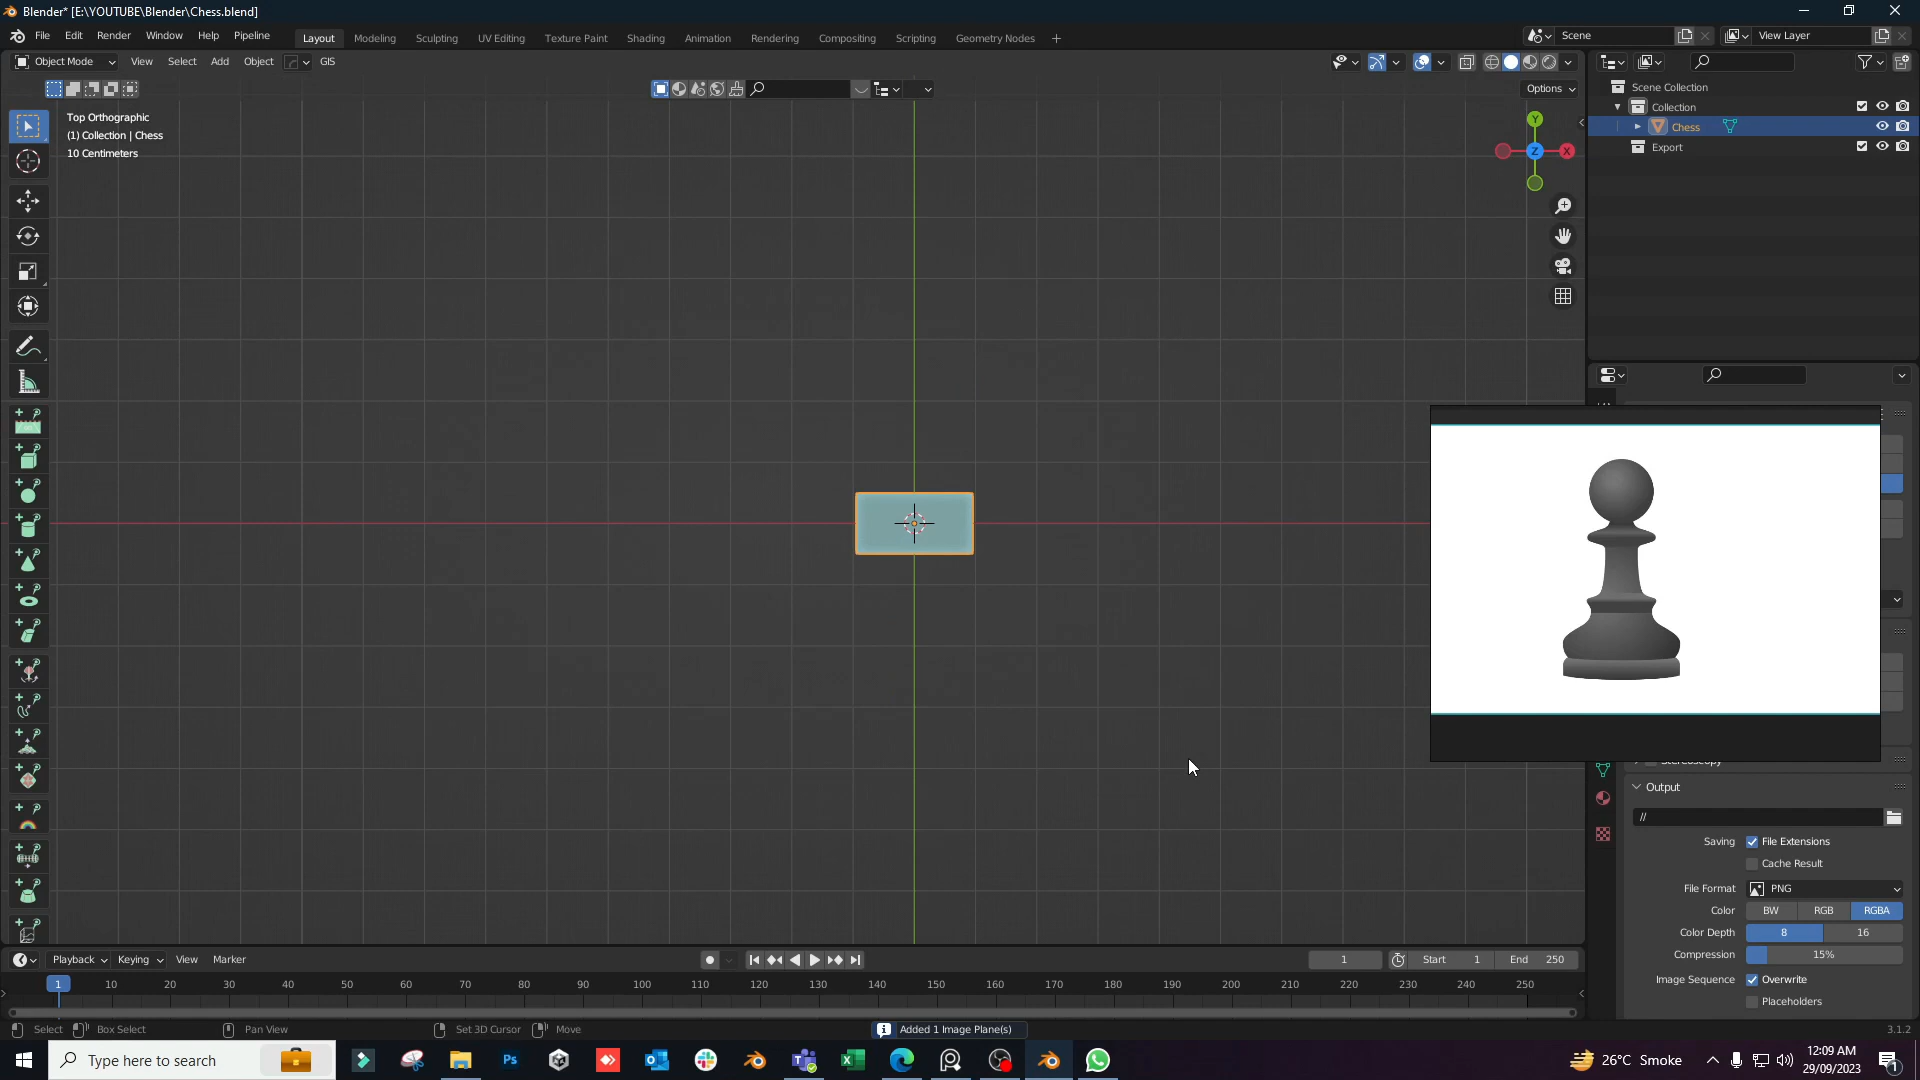 Blender* [E:\YOUTUBE\Blender\Chess.blend]
File Edit Render Window Help Pipeline
Layout Modeling Sculpting UV Editing Texture Paint Shading Animation Rendering Compositing Scripting Geometry Nodes +
Scene
View Layer
Object Mode View Select Add Object GIS
Options
Top Orthographic
(1) Collection | Chess
10 Centimeters
Y
Z
X
Scene Collection
Collection
Chess
Export
Output
//
Saving File Extensions
Cache Result
File Format PNG
Color BW RGB RGBA
Color Depth 8 16
Compression 15%
Image Sequence Overwrite
Placeholders
Playback Keying View Marker
1
Start 1 End 250
1 10 20 30 40 50 60 70 80 90 100 110 120 130 140 150 160 170 180 190 200 210 220 230 240 250
Select Box Select Pan View Set 3D Cursor Move
Added 1 Image Plane(s)
3.1.2
Type here to search
Ps
26°C Smoke
12:09 AM
29/09/2023
1